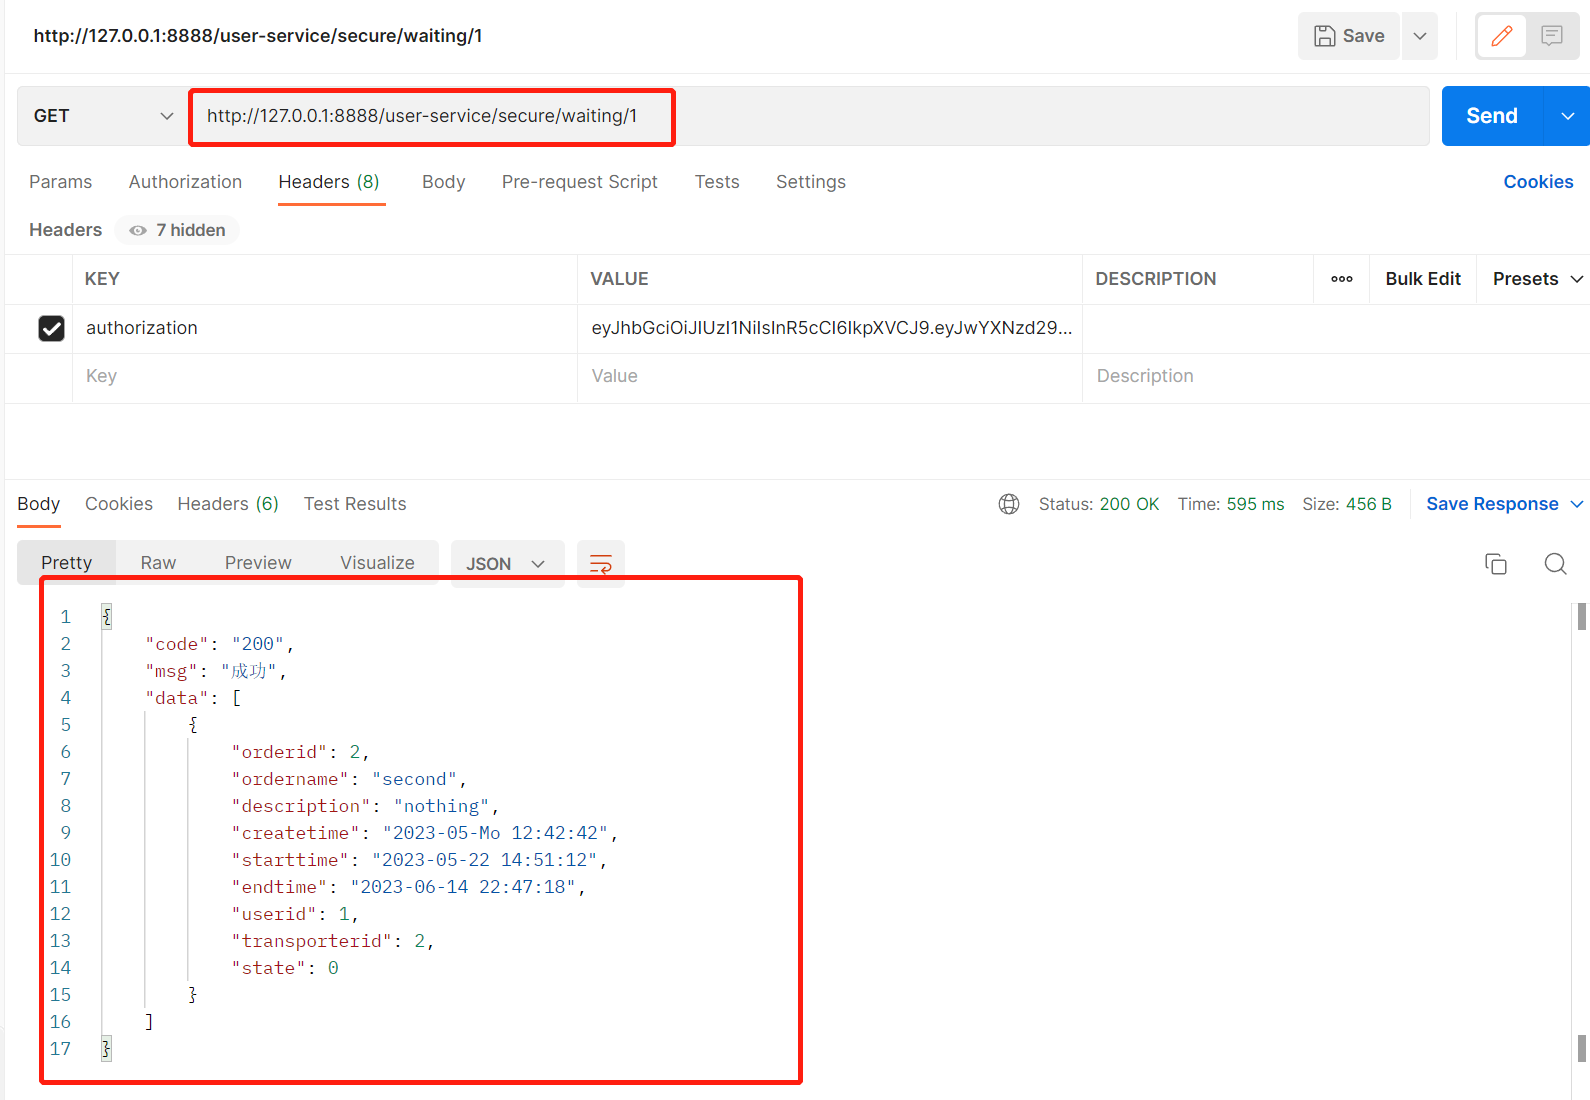 http://127.0.0.1:8888/user-service/secure/waiting/1
Save
GET
http://127.0.0.1:8888/user-service/secure/waiting/1
Send
Params Authorization Headers (8) Body Pre-request Script Tests Settings Cookies
Headers 7 hidden
KEY VALUE DESCRIPTION ooo Bulk Edit Presets
authorization eyJhbGciOiJIUzI1NiIsInR5cCI6IkpXVCJ9.eyJwYXNzd29...
Key Value Description
Body Cookies Headers (6) Test Results Status: 200 OK Time: 595 ms Size: 456 B Save Response
Pretty Raw Preview Visualize JSON
1 {
2 "code": "200",
3 "msg": "成功",
4 "data": [
5 {
6 "orderid": 2,
7 "ordername": "second",
8 "description": "nothing",
9 "createtime": "2023-05-Mo 12:42:42",
10 "starttime": "2023-05-22 14:51:12",
11 "endtime": "2023-06-14 22:47:18",
12 "userid": 1,
13 "transporterid": 2,
14 "state": 0
15 }
16 ]
17 }